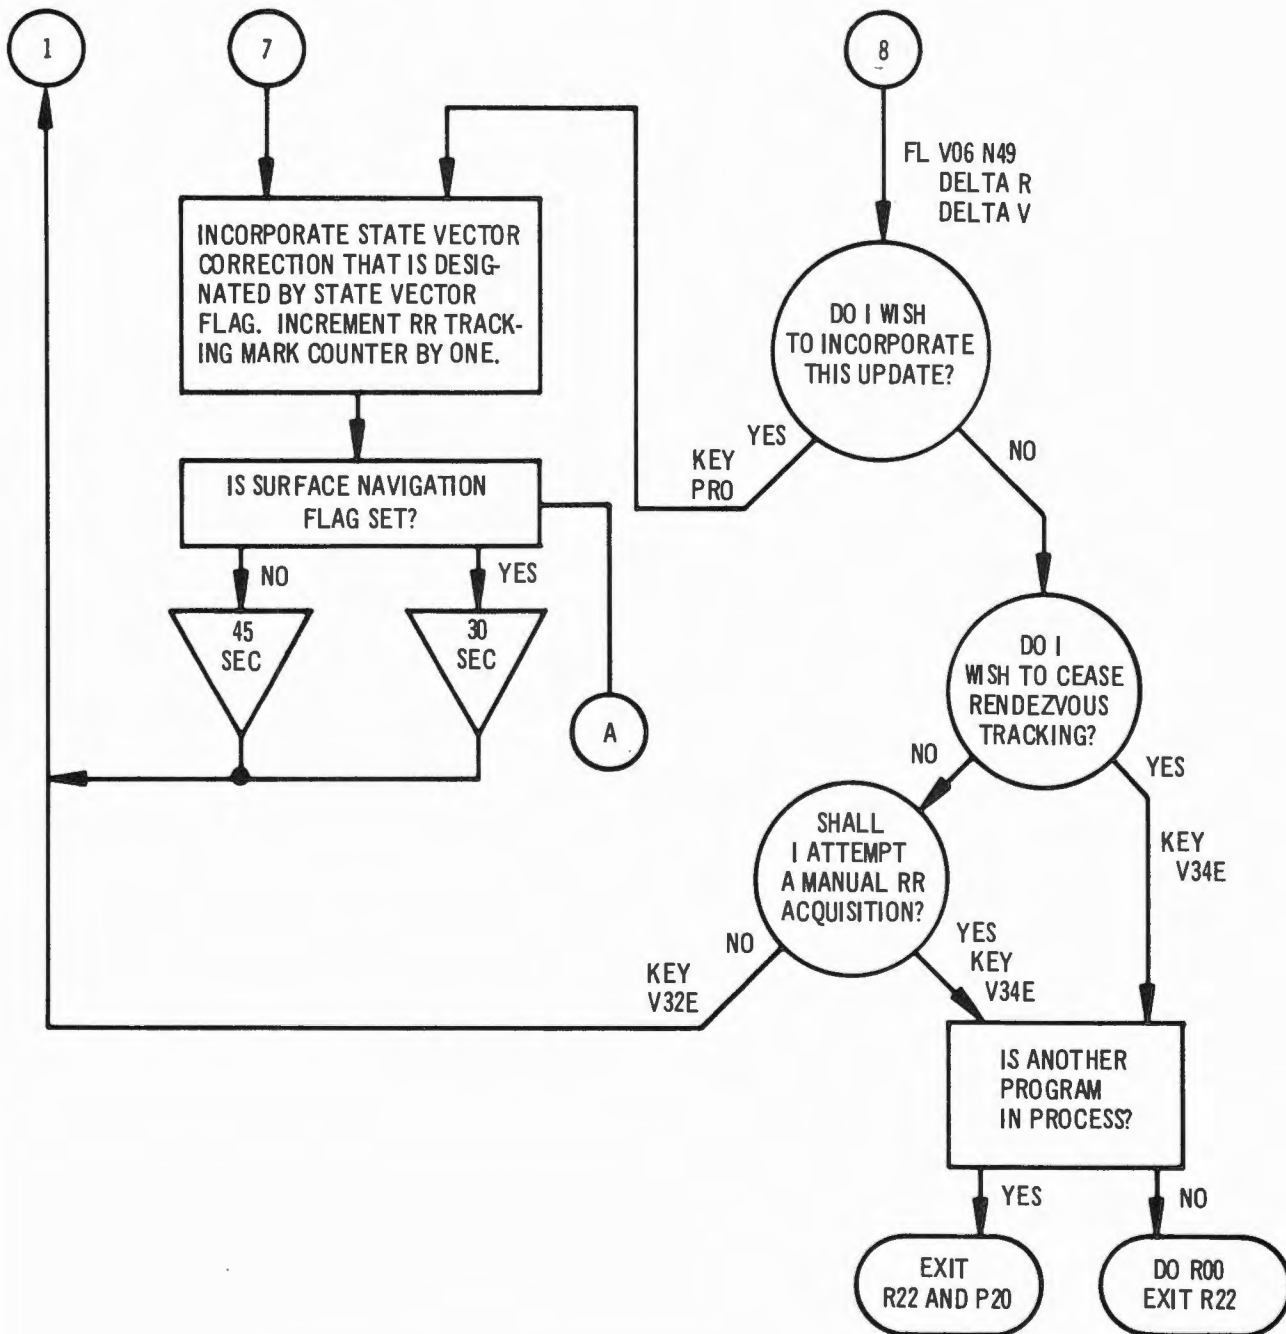 1
7
8
FL V06 N49
DELTA R
DELTA V
INCORPORATE STATE VECTOR
CORRECTION THAT IS DESIG-
NATED BY STATE VECTOR
FLAG. INCREMENT RR TRACK-
ING MARK COUNTER BY ONE.
DO I WISH
TO INCORPORATE
THIS UPDATE?
YES
KEY
PRO
NO
IS SURFACE NAVIGATION
FLAG SET?
NO
YES
45
SEC
30
SEC
A
DO I
WISH TO CEASE
RENDEZVOUS
TRACKING?
NO
YES
KEY
V34E
SHALL
I ATTEMPT
A MANUAL RR
ACQUISITION?
NO
KEY
V32E
YES
KEY
V34E
IS ANOTHER
PROGRAM
IN PROCESS?
YES
NO
EXIT
R22 AND P20
DO R00
EXIT R22